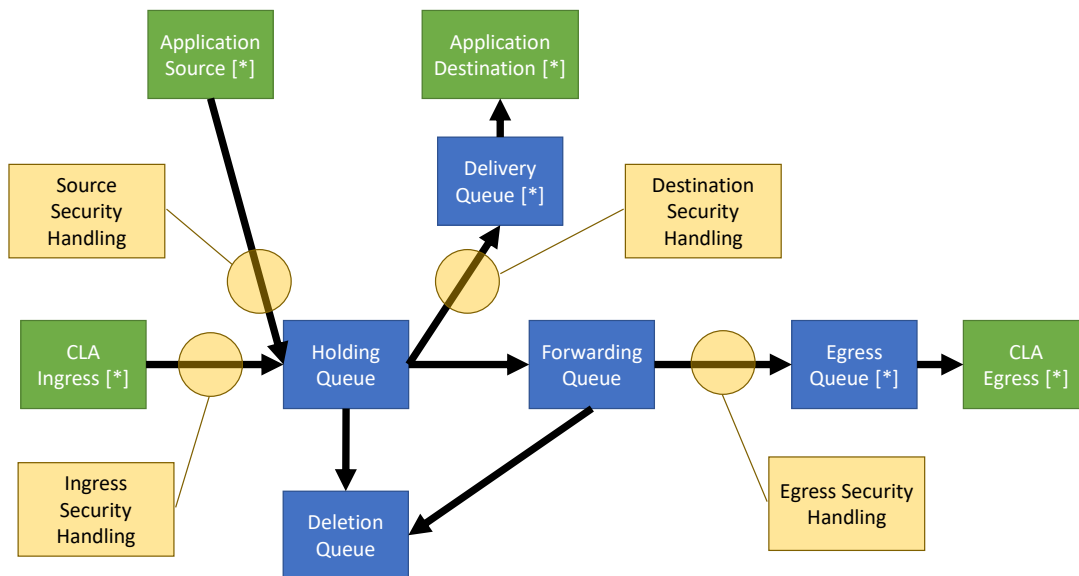 Application
Source [*]
Application
Destination [*]
Delivery
Queue [*]
Source
Security
Handling
Destination
Security
Handling
CLA
Ingress [*]
Holding
Queue
Forwarding
Queue
Egress
Queue [*]
CLA
Egress [*]
Ingress
Security
Handling
Deletion
Queue
Egress Security
Handling